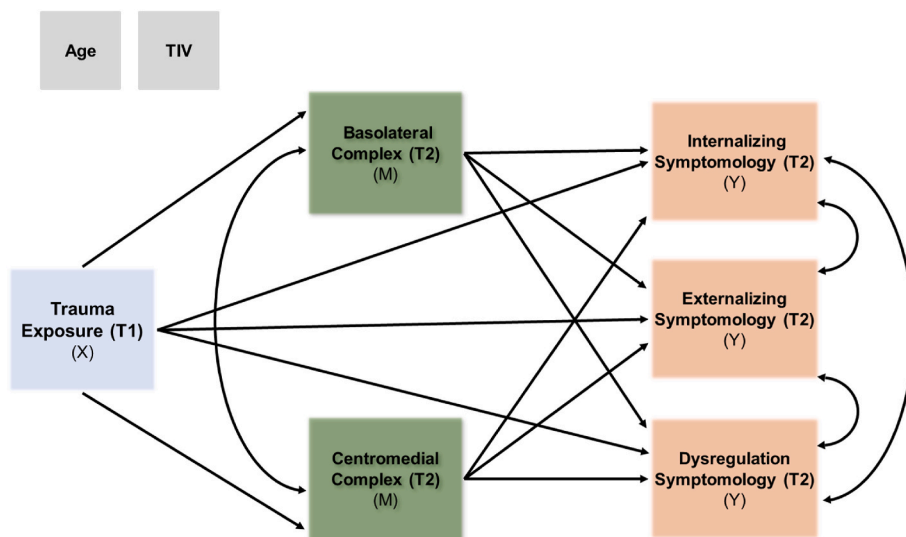 Age
TIV
Basolateral
Complex (T2)
(M)
Internalizing
Symptomology (T2)
(Y)
Trauma
Exposure (T1)
(X)
Externalizing
Symptomology (T2)
(Y)
Centromedial
Complex (T2)
(M)
Dysregulation
Symptomology (T2)
(Y)